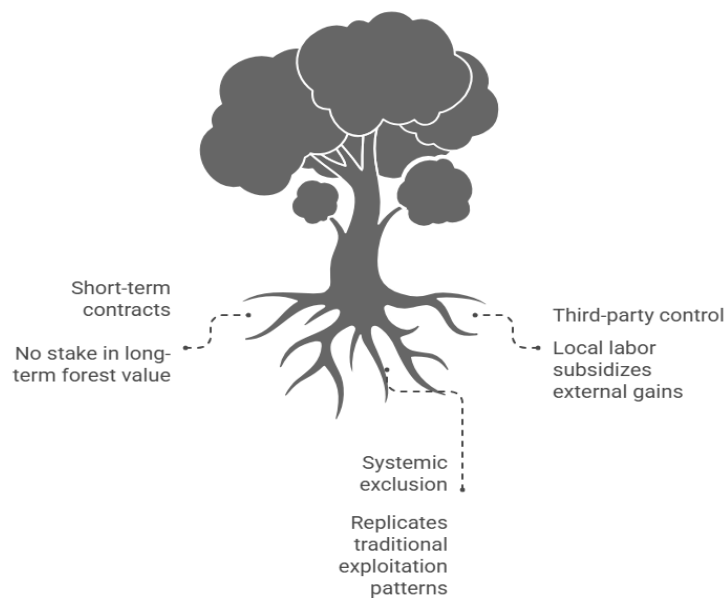 Short-term
contracts
No stake in long-
term forest value
Third-party control
Local labor
subsidizes
external gains
Systemic
exclusion
Replicates
traditional
exploitation
patterns